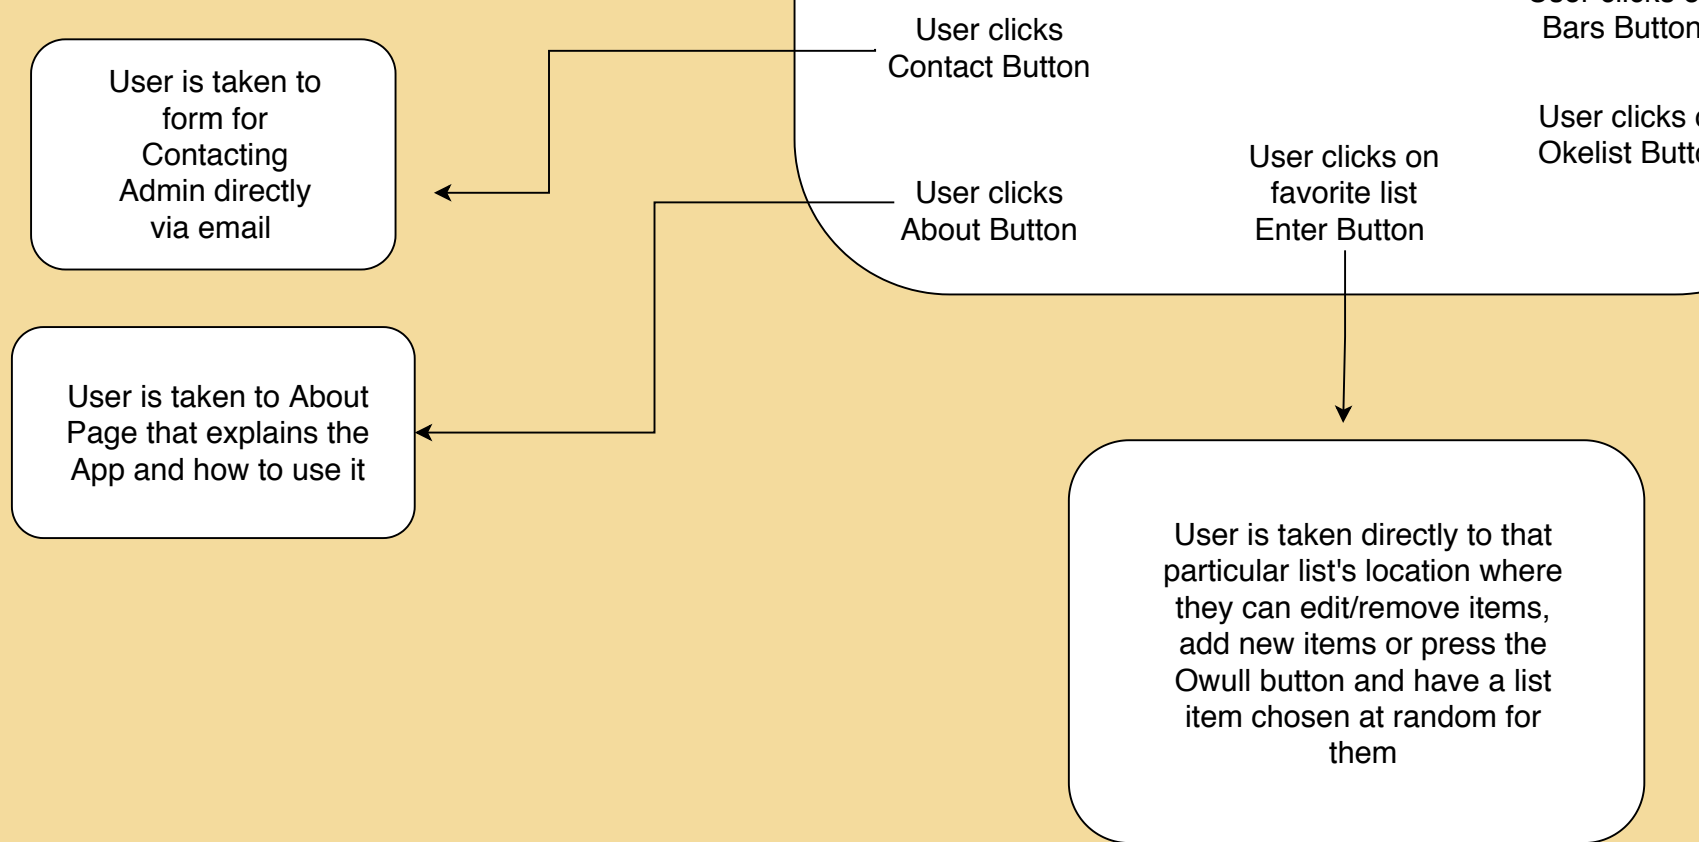 User clicks
Contact Button
Bars Button
User is taken to
form for
Contacting
Admin directly
via email
User clicks
Okelist
User clicks on
favorite list
Enter Button
User clicks
About Button
User is taken to About
Page that explains the
App and how to use it
User is taken directly to that
particular list's location where
they can edit/remove items,
add new items or press the
Owull button and have a list
item chosen at random for
them